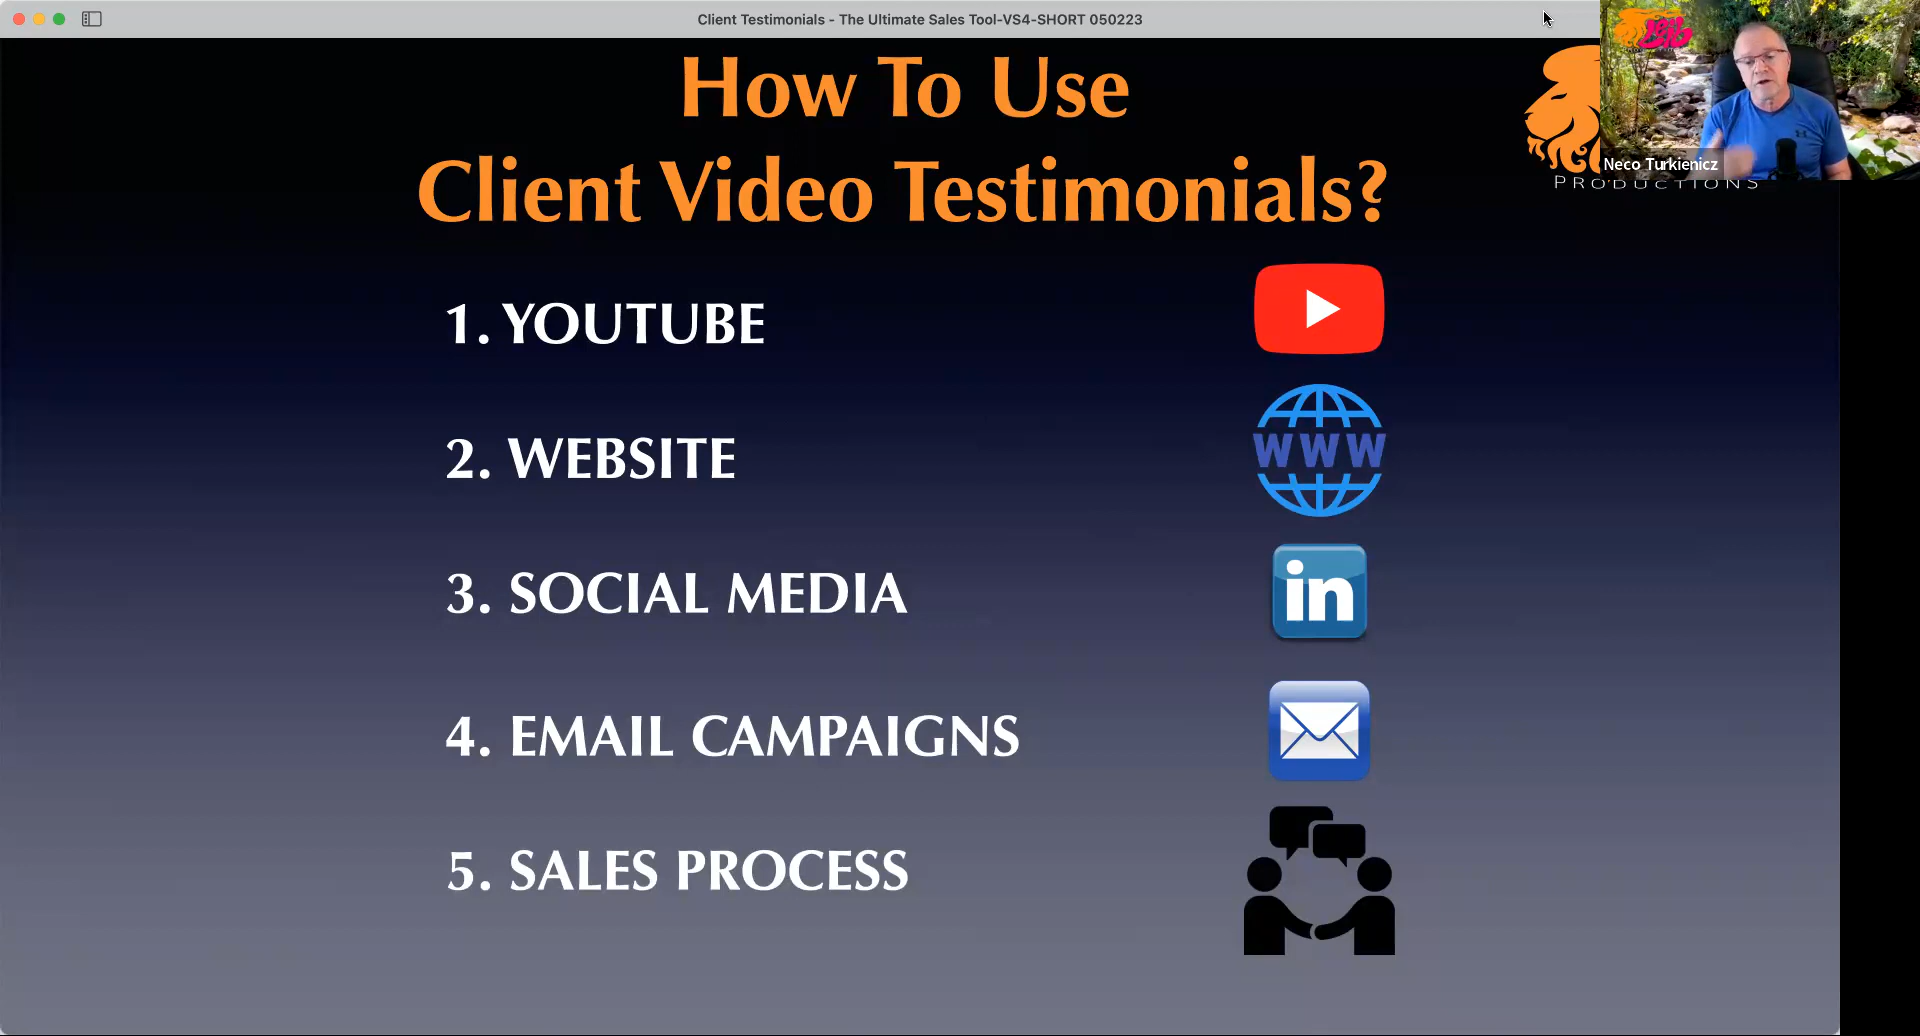 Client Testimonials - The Ultimate Sales Tool-VS4-SHORT 050223
How To Use
Client Video Testimonials?
Neco Turkienicz
PRODUCTIONS
1. YOUTUBE
2. WEBSITE
WWW
3. SOCIAL MEDIA
in
4. EMAIL CAMPAIGNS
5. SALES PROCESS